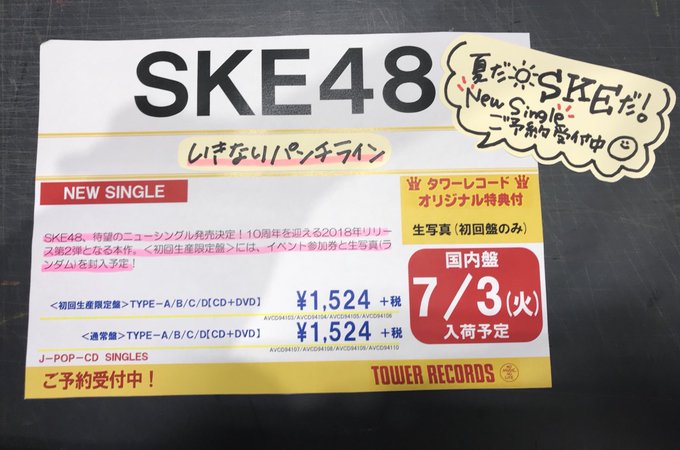 SKE48
夏だ☀SKEだ!
New Single
ご予約受付中
いきなりパンチライン
NEW SINGLE
タワーレコード
オリジナル特典付
生写真(初回盤のみ)
SKE48、待望のニューシングル発売決定!10周年を迎える2018年リリー
ス第2弾となる本作。<初回生産限定盤>には、イベント参加券と生写真(ラ
ンダム)を封入予定!
国内盤
7/3(火)
入荷予定
<初回生産限定盤>TYPE-A/B/C/D[CD+DVD] ¥1,524 +税
AVCD94103/AVCD94104/AVCD94105/AVCD94106
<通常盤>TYPE-A/B/C/D[CD+DVD] ¥1,524 +税
AVCD94107/AVCD94108/AVCD94109/AVCD94110
J-POP-CD SINGLES
ご予約受付中!
TOWER RECORDS
NO MUSIC, NO LIFE